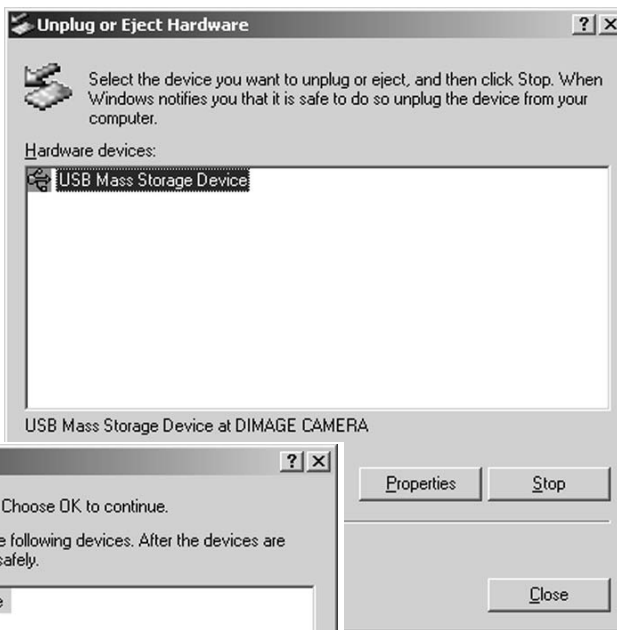 Unplug or Eject Hardware
Select the device you want to unplug or eject, and then click Stop. When
Windows notifies you that it is safe to do so unplug the device from your
computer.
Hardware devices:
USB Mass Storage Device
USB Mass Storage Device at DIMAGE CAMERA
Properties
Stop
Close
Choose OK to continue.
following devices. After the devices are
safely.